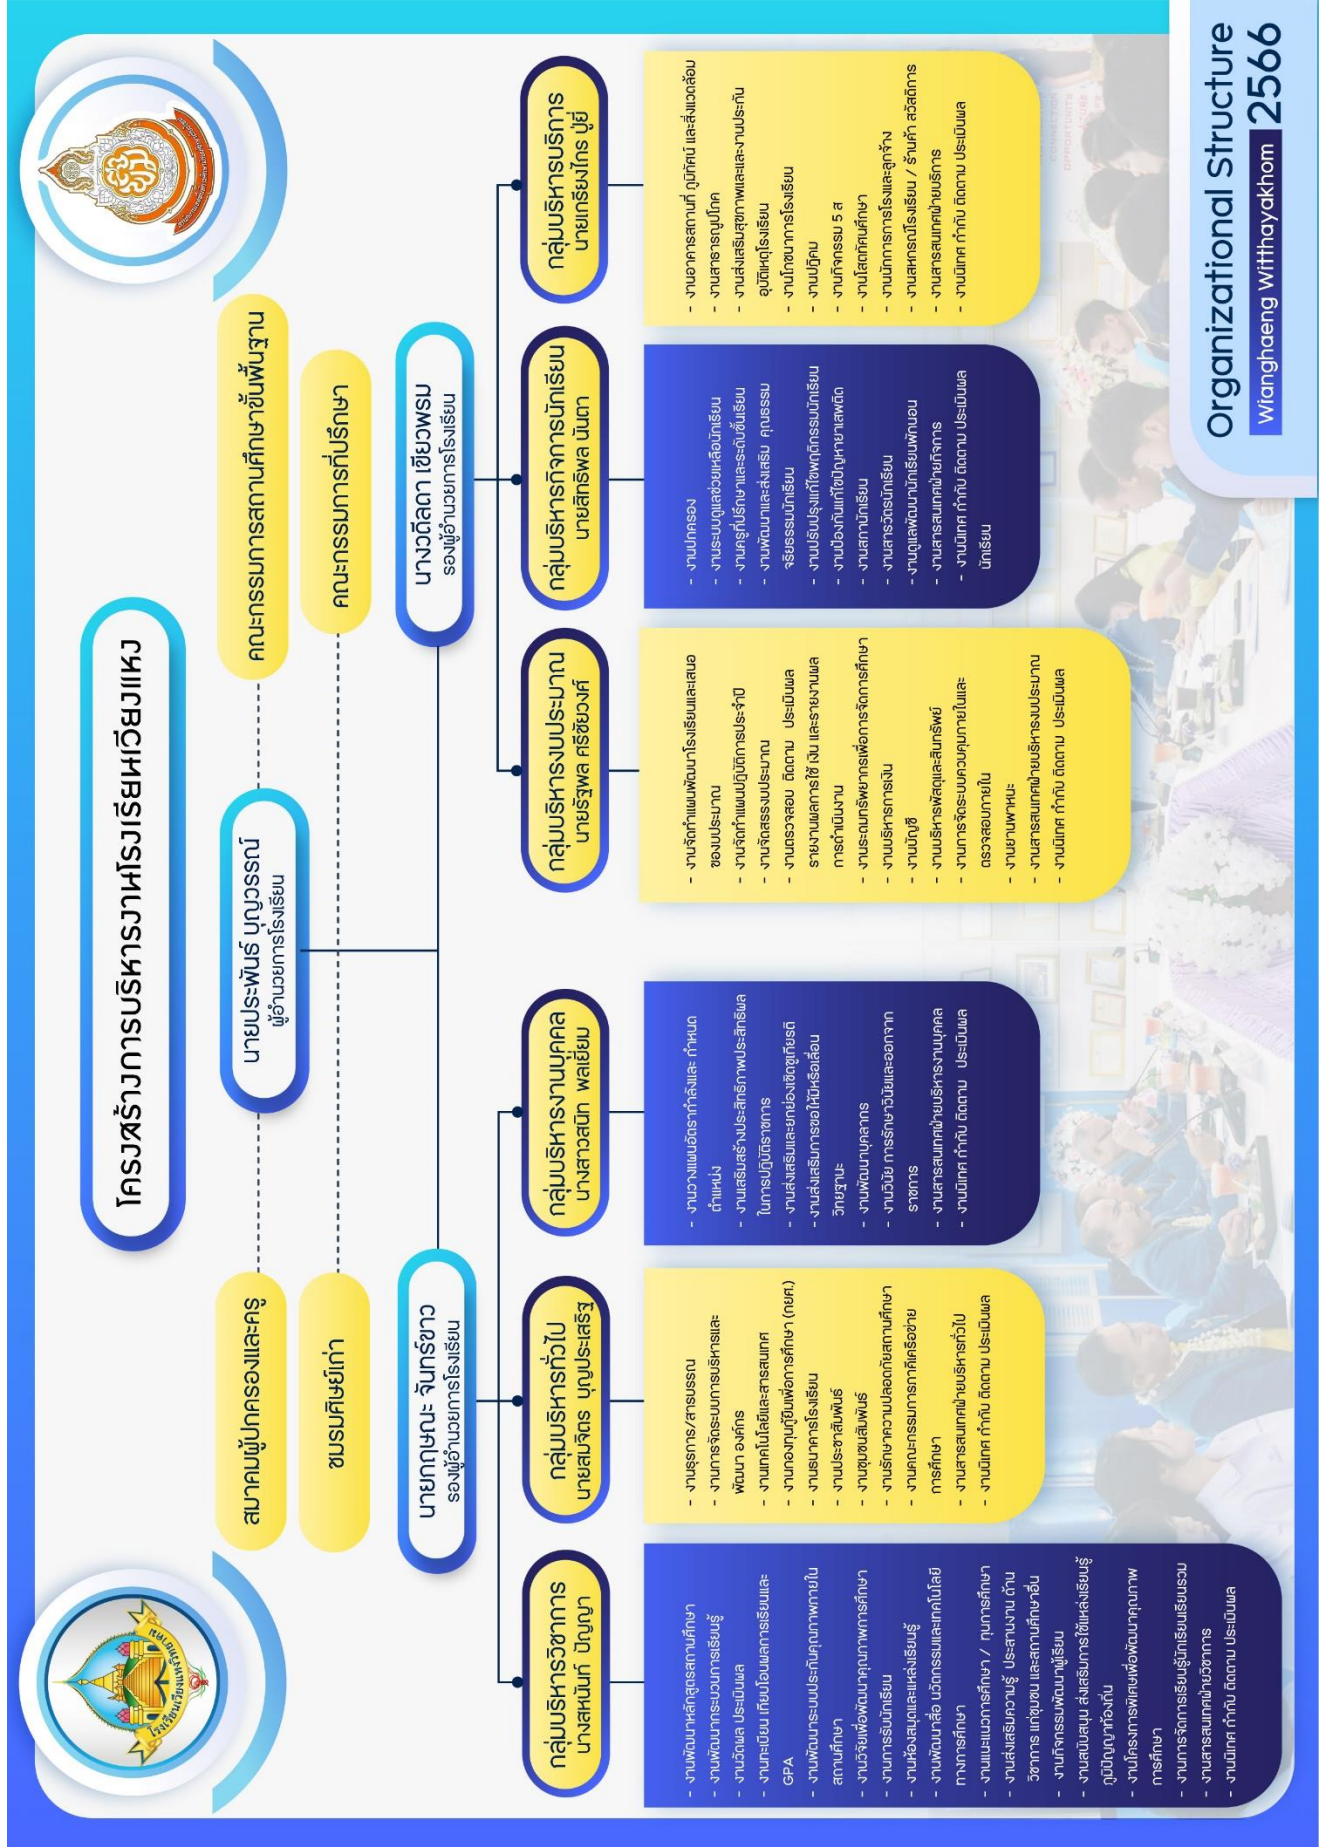 โครงสร้างการบริหารงานโรงเรียนเวียงแหง
นายประพันธ์ บุญวรรณ์
ผู้อำนวยการโรงเรียน
สมาคมผู้ปกครองและครู
คณะกรรมการสถานศึกษาขั้นพื้นฐาน
ชมรมศิษย์เก่า
คณะกรรมการที่ปรึกษา
นายกฤษณะ จันทร์ขาว
รองผู้อำนวยการโรงเรียน
นางวดีลดา เขียวพรม
รองผู้อำนวยการโรงเรียน
กลุ่มบริหารวิชาการ
นางสหนันท์ ปัญญา
- งานพัฒนาหลักสูตรสถานศึกษา
- งานพัฒนากระบวนการเรียนรู้
- งานวัดผล ประเมินผล
- งานทะเบียน เทียบโอนผลการเรียนและ
GPA
- งานพัฒนาระบบประกันคุณภาพภายใน
สถานศึกษา
- งานวิจัยเพื่อพัฒนาคุณภาพการศึกษา
- งานการรับนักเรียน
- งานห้องสมุดและแหล่งเรียนรู้
- งานพัฒนาสื่อ นวัตกรรมและเทคโนโลยี
ทางการศึกษา
- งานแนะแนวการศึกษา / ทุนการศึกษา
- งานส่งเสริมความรู้ ประสานงาน ด้าน
วิชาการ แก่ชุมชน และสถานศึกษาอื่น
- งานกิจกรรมพัฒนาผู้เรียน
- งานสนับสนุน ส่งเสริมการใช้แหล่งเรียนรู้
ภูมิปัญญาท้องถิ่น
- งานโครงการพิเศษเพื่อพัฒนาคุณภาพ
การศึกษา
- งานการจัดการเรียนรู้นักเรียนเรียนรวม
- งานสารสนเทศฝ่ายวิชาการ
- งานนิเทศ กำกับ ติดตาม ประเมินผล
กลุ่มบริหารทั่วไป
นายสมจิตร บุญประเสริฐ
- งานธุรการ/สารบรรณ
- งานการจัดระบบการบริหารและ
พัฒนา องค์กร
- งานเทคโนโลยีและสารสนเทศ
- งานกองทุนกู้ยืมเพื่อการศึกษา (กยศ.)
- งานธนาคารโรงเรียน
- งานประชาสัมพันธ์
- งานชุมชนสัมพันธ์
- งานรักษาความปลอดภัยสถานศึกษา
- งานคณะกรรมการภาคีเครือข่าย
การศึกษา
- งานสารสนเทศฝ่ายบริหารทั่วไป
- งานนิเทศ กำกับ ติดตาม ประเมินผล
กลุ่มบริหารงานบุคคล
นางสาวสนิท พลเยี่ยม
- งานวางแผนอัตรากำลังและ กำหนด
ตำแหน่ง
- งานเสริมสร้างประสิทธิภาพประสิทธิผล
ในการปฏิบัติราชการ
- งานส่งเสริมและยกย่องเชิดชูเกียรติ
- งานส่งเสริมการขอให้มีหรือเลื่อน
วิทยฐานะ
- งานพัฒนาบุคลากร
- งานวินัย การรักษาวินัยและออกจาก
ราชการ
- งานสารสนเทศฝ่ายบริหารงานบุคคล
- งานนิเทศ กำกับ ติดตาม ประเมินผล
กลุ่มบริหารงบประมาณ
นายรัฐพล ศรีชัยวงค์
- งานจัดทำแผนพัฒนาโรงเรียนและเสนอ
ของบประมาณ
- งานจัดทำแผนปฏิบัติการประจำปี
- งานจัดสรรงบประมาณ
- งานตรวจสอบ ติดตาม ประเมินผล
รายงานผลการใช้ เงิน และรายงานผล
การดำเนินงาน
- งานระดมทรัพยากรเพื่อการจัดการศึกษา
- งานบริหารการเงิน
- งานบัญชี
- งานบริหารพัสดุและสินทรัพย์
- งานการจัดระบบควบคุมภายในและ
ตรวจสอบภายใน
- งานยานพาหนะ
- งานสารสนเทศฝ่ายบริหารงบประมาณ
- งานนิเทศ กำกับ ติดตาม ประเมินผล
กลุ่มบริหารกิจการนักเรียน
นายสิทธิพล นันตา
- งานปกครอง
- งานระบบดูแลช่วยเหลือนักเรียน
- งานครูที่ปรึกษาและระดับชั้นเรียน
- งานพัฒนาและส่งเสริม คุณธรรม
จริยธรรมนักเรียน
- งานปรับปรุงแก้ไขพฤติกรรมนักเรียน
- งานป้องกันแก้ไขปัญหายาเสพติด
- งานสภานักเรียน
- งานสารวัตรนักเรียน
-งานดูแลพัฒนานักเรียนพักนอน
- งานสารสนเทศฝ่ายกิจการ
- งานนิเทศ กำกับ ติดตาม ประเมินผล
นักเรียน
กลุ่มบริหารบริการ
นายเกรียงไกร ปู่ยี่
- งานอาคารสถานที่ ภูมิทัศน์ และสิ่งแวดล้อม
- งานสาธารณูปโภค
- งานส่งเสริมสุขภาพและและงานประกัน
อุบัติเหตุโรงเรียน
- งานโภชนาการโรงเรียน
- งานปฏิคม
- งานกิจกรรม 5 ส
- งานโสตทัศนศึกษา
- งานนักการภารโรงและลูกจ้าง
- งานสหกรณ์โรงเรียน / ร้านค้า สวัสดิการ
- งานสารสนเทศฝ่ายบริการ
- งานนิเทศ กำกับ ติดตาม ประเมินผล
Organizational Structure
Wianghaeng Witthayakhom 2566